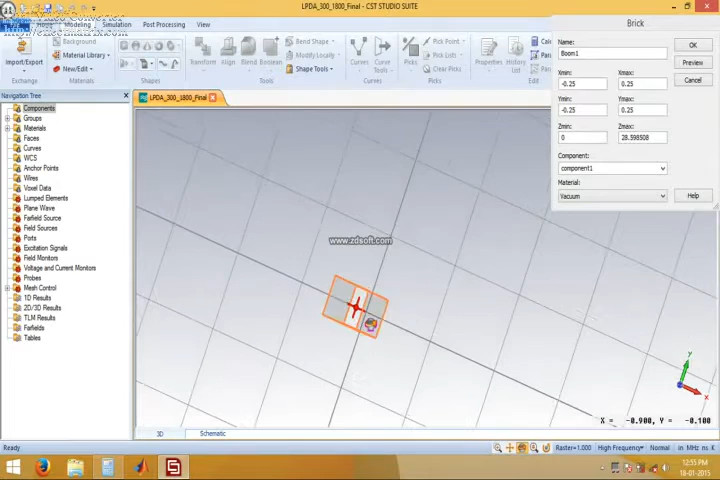 LPDA_300_1800_Final - CST STUDIO SUITE
Modeling
Simulation
Post Processing
View
Import/Export
Exchange
Background
Material Library
New/Edit
Materials
Shapes
Transform
Align
Blend
Boolean
Bend Shape
Modify Locally
Shape Tools
Tools
Curves
Curves
Curves
Picks
Pick Point
Pick Lists
Clear Picks
Picks
Properties
History List
Navigation Tree
LPDA_300_1800_Final
Components
Groups
Materials
Faces
Curves
WCS
Anchor Points
Wires
Voxel Data
Lumped Elements
Plane Wave
Farfield Source
Field Sources
Ports
Excitation Signals
Field Monitors
Voltage and Current Monitors
Probes
Mesh Control
1D Results
2D/3D Results
TLM Results
Farfields
Tables
www.zdsoft.com
Brick
Name:
Boom1
OK
Xmin:
Xmax:
Preview
-0.25
0.25
Cancel
Ymin:
Ymax:
-0.25
0.25
Zmin:
Zmax:
0
28.598508
Component:
component1
Material:
Vacuum
Help
y
x
X = -0.900, Y = -0.100
3D
Schematic
Ready
Raster=1.000
High Frequency
Normal
in MHz ns K
12:55 PM
18-01-2015